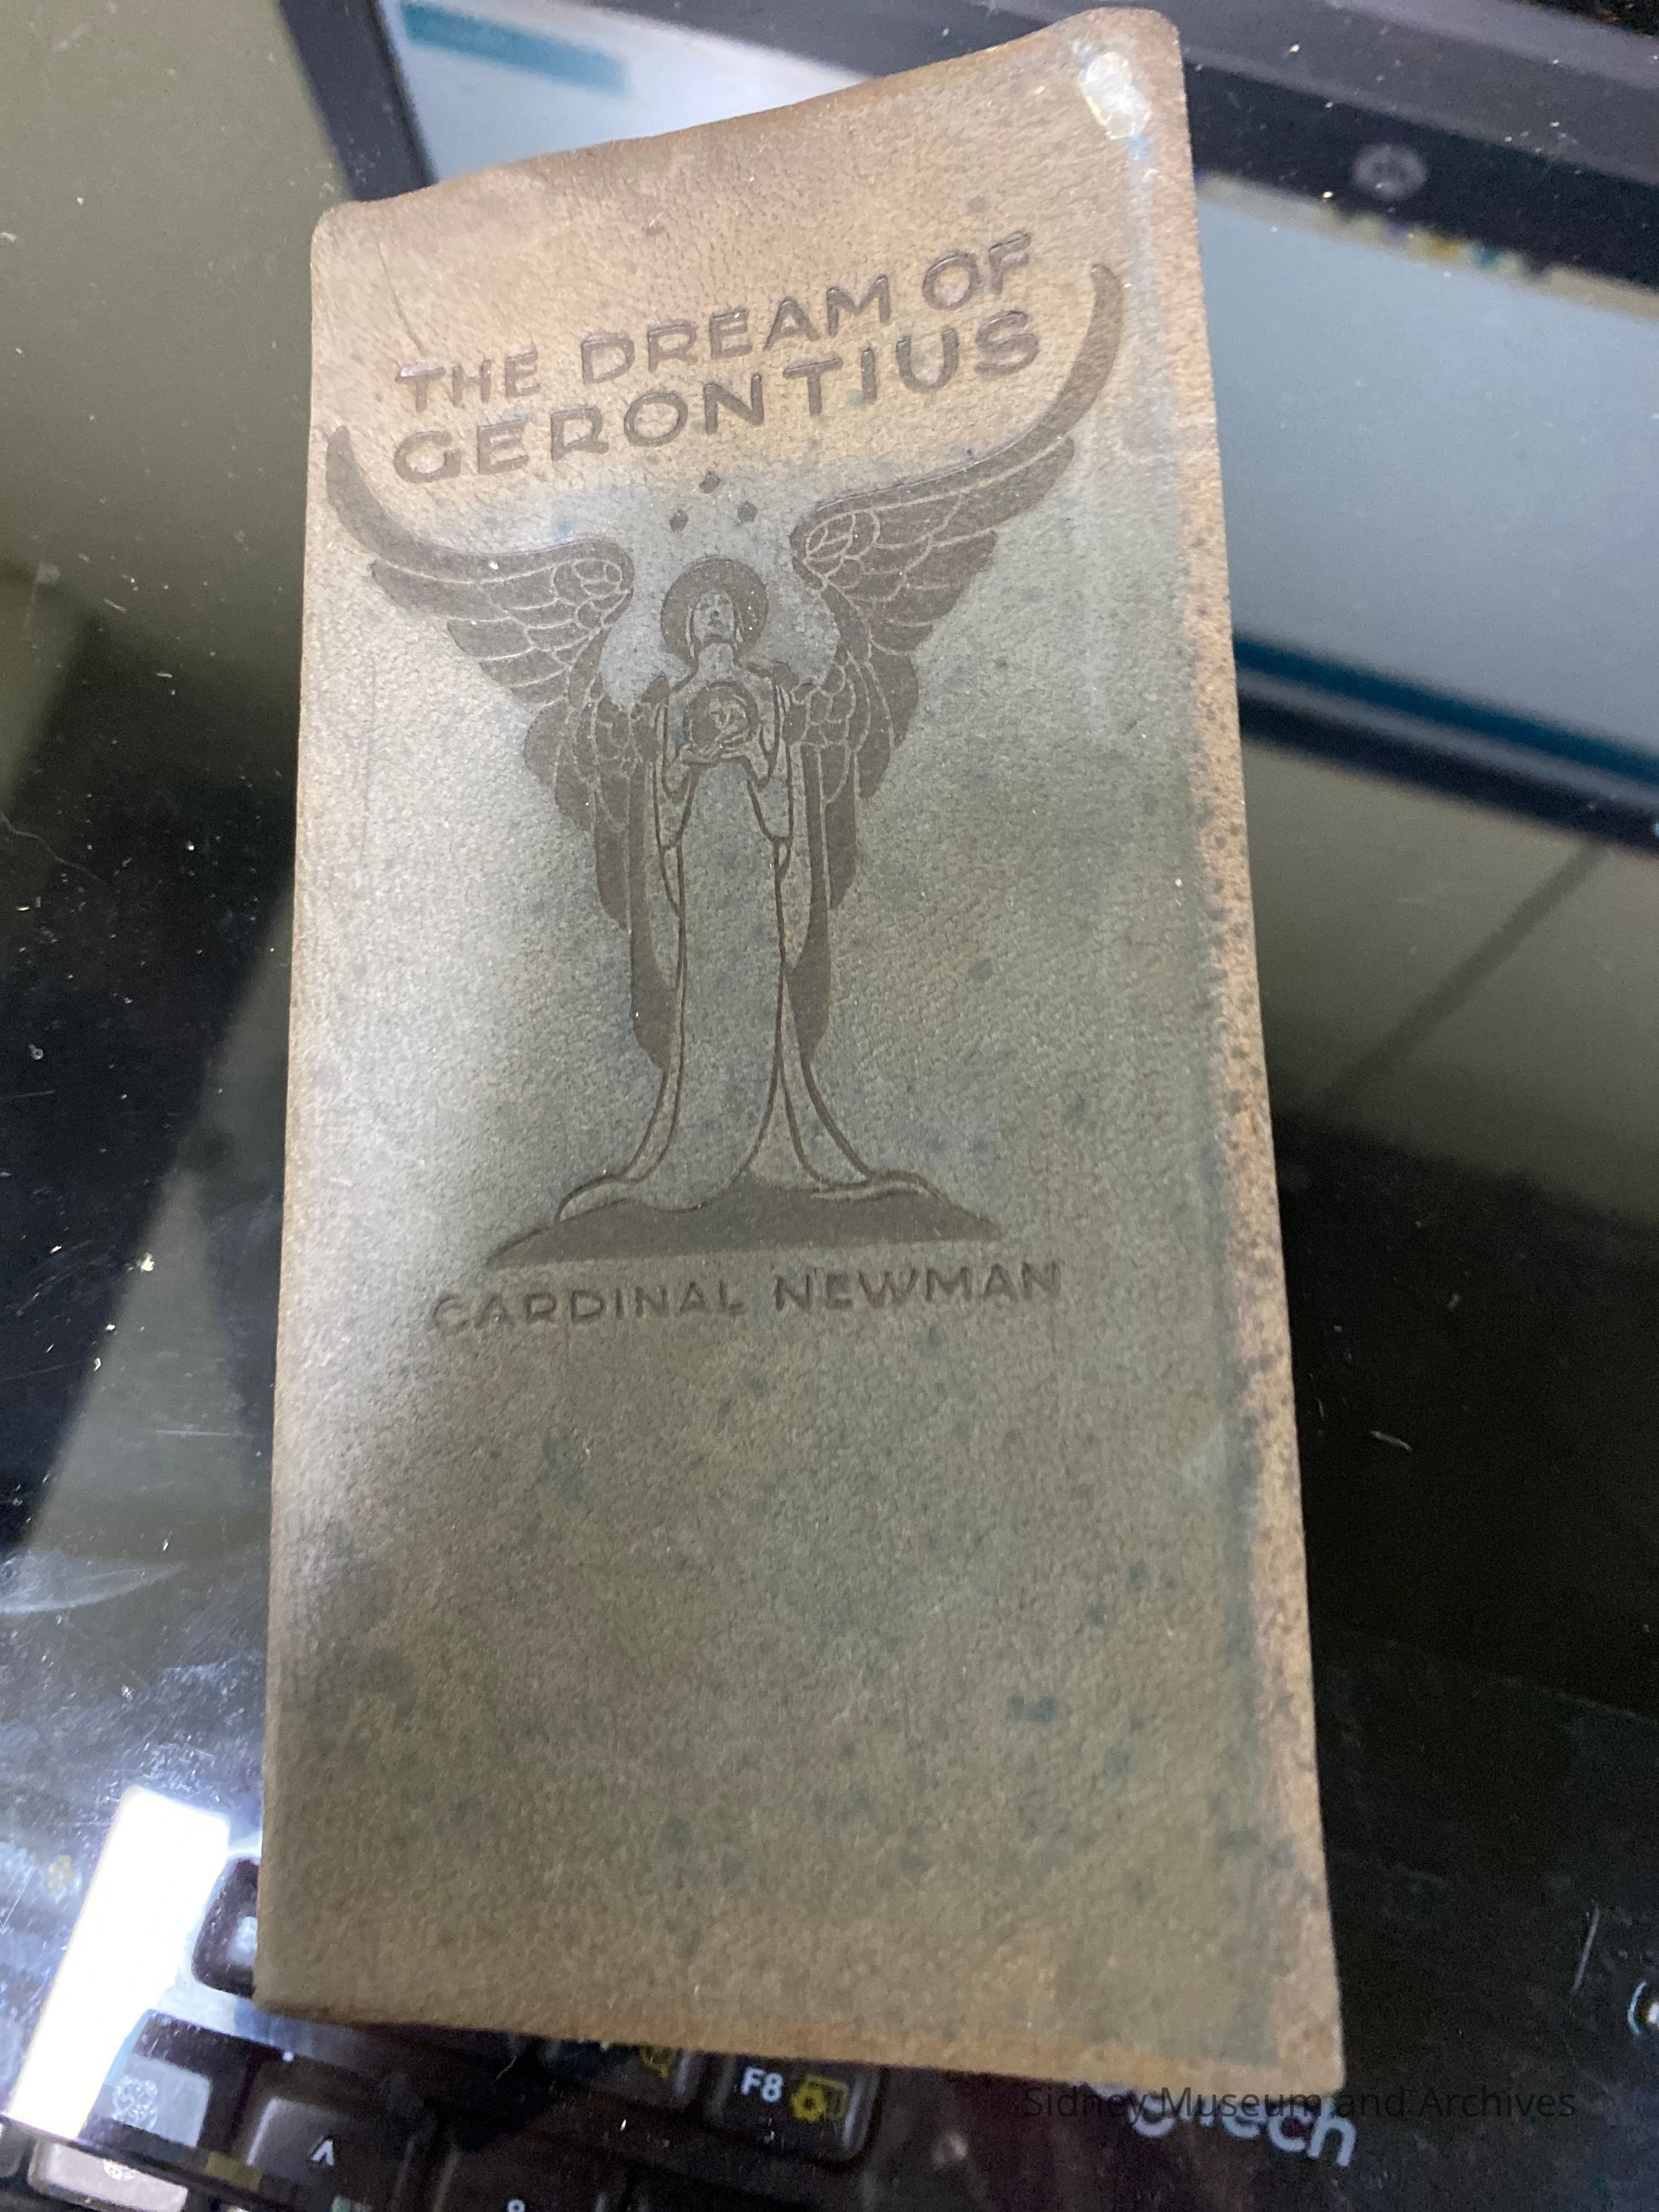 THE DREAM OF
GERONTIUS
CARDINAL NEWMAN
F8
Sidney Museum and Archives